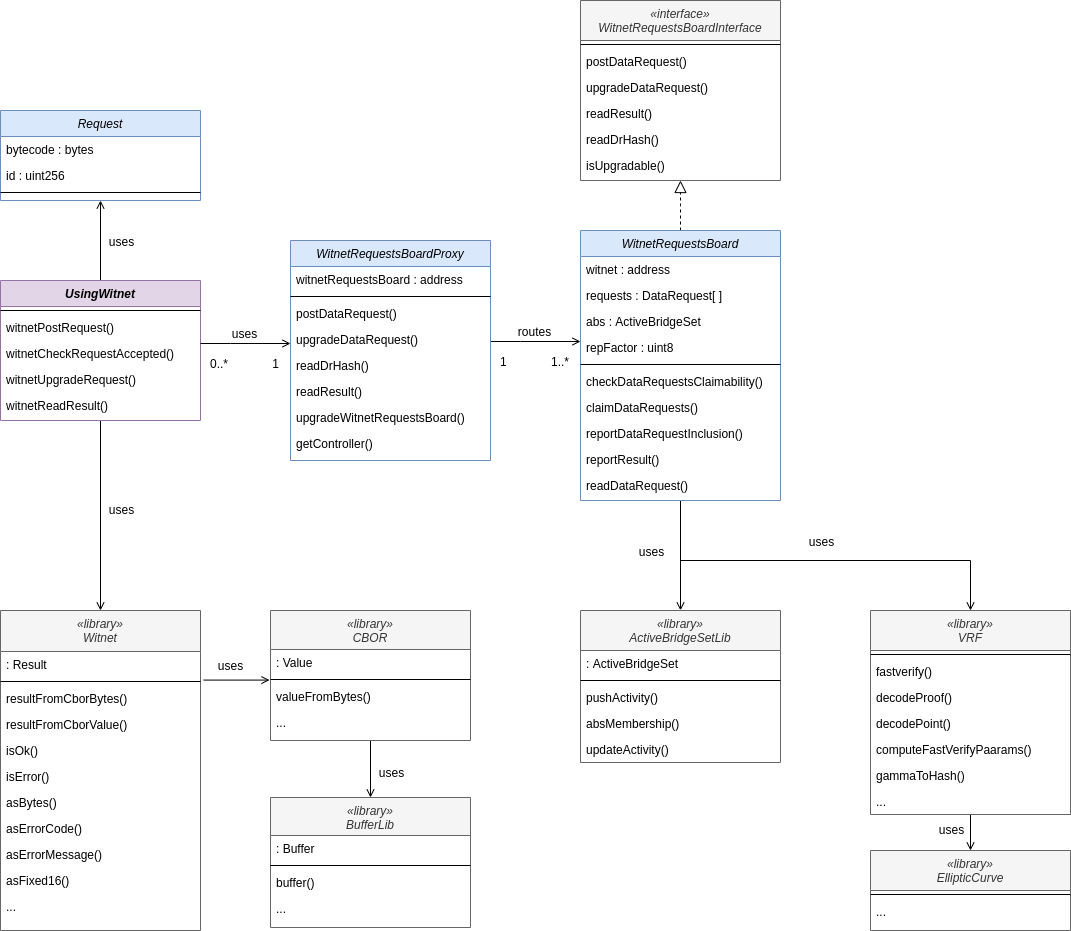 «interface»
WitnetRequestsBoardInterface
postDataRequest()
upgradeDataRequest()
readResult()
readDrHash()
isUpgradable()
Request
bytecode : bytes
id : uint256
uses
UsingWitnet
witnetPostRequest()
witnetCheckRequestAccepted()
witnetUpgradeRequest()
witnetReadResult()
uses
0..*
1
WitnetRequestsBoardProxy
witnetRequestsBoard : address
postDataRequest()
upgradeDataRequest()
readDrHash()
readResult()
upgradeWitnetRequestsBoard()
getController()
routes
1
1..*
WitnetRequestsBoard
witnet : address
requests : DataRequest[ ]
abs : ActiveBridgeSet
repFactor : uint8
checkDataRequestsClaimability()
claimDataRequests()
reportDataRequestInclusion()
reportResult()
readDataRequest()
uses
uses
uses
«library»
Witnet
: Result
resultFromCborBytes()
resultFromCborValue()
isOk()
isError()
asBytes()
asErrorCode()
asErrorMessage()
asFixed16()
...
uses
«library»
CBOR
: Value
valueFromBytes()
...
uses
«library»
BufferLib
: Buffer
buffer()
...
«library»
ActiveBridgeSetLib
: ActiveBridgeSet
pushActivity()
absMembership()
updateActivity()
«library»
VRF
fastverify()
decodeProof()
decodePoint()
computeFastVerifyPaarams()
gammaToHash()
...
uses
«library»
EllipticCurve
...